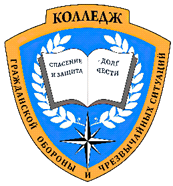 КОЛЛЕДЖ
ГРАЖДАНСКОЙ ОБОРОНЫ И ЧРЕЗВЫЧАЙНЫХ СИТУАЦИЙ
СПАСЕНИЕ
И ЗАЩИТА
ДОЛГ
ЧЕСТИ